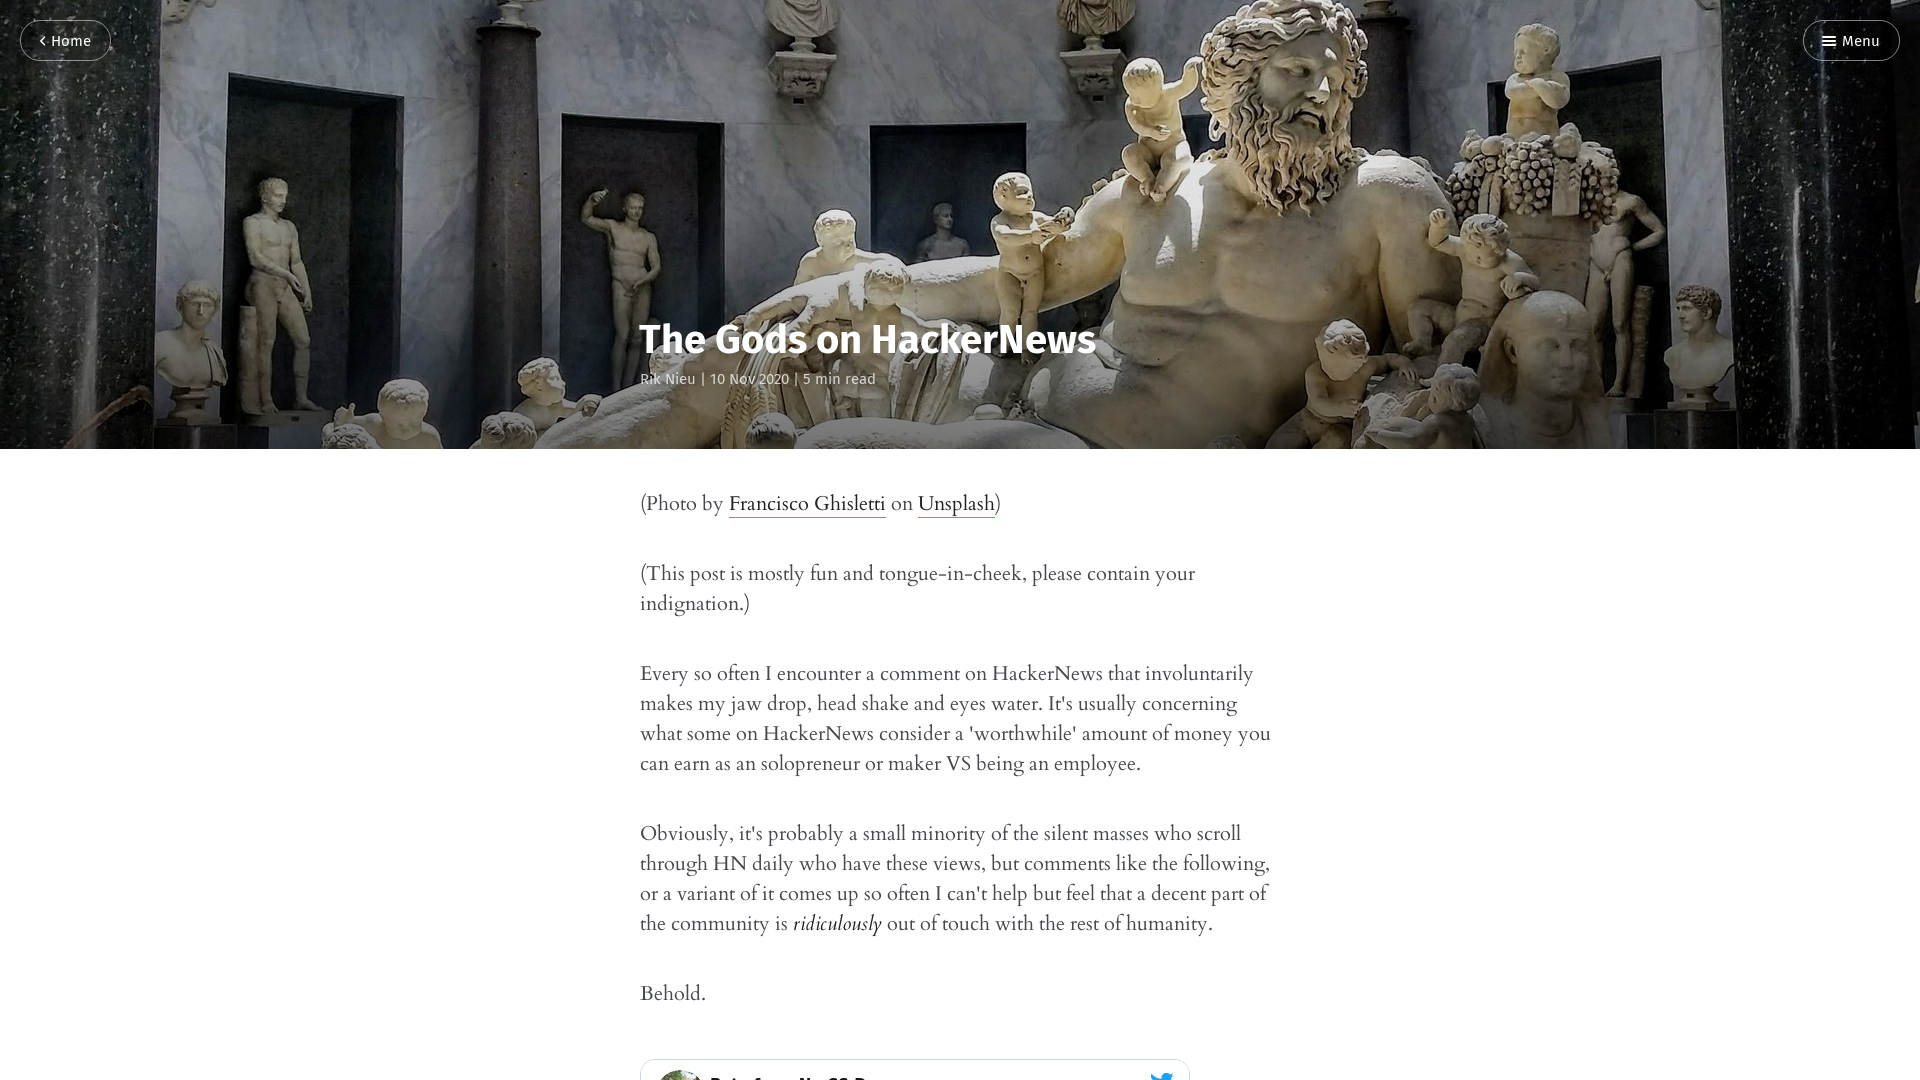 Home
Menu
The Gods on HackerNews
Rik Nieu | 10 Nov 2020 | 5 min read
(Photo by Francisco Ghisletti on Unsplash)
(This post is mostly fun and tongue-in-cheek, please contain your
indignation.)
Every so often I encounter a comment on HackerNews that involuntarily
makes my jaw drop, head shake and eyes water. It's usually concerning
what some on HackerNews consider a 'worthwhile' amount of money you
can earn as an solopreneur or maker VS being an employee.
Obviously, it's probably a small minority of the silent masses who scroll
through HN daily who have these views, but comments like the following,
or a variant of it comes up so often I can't help but feel that a decent part of
the community is ridiculously out of touch with the rest of humanity.
Behold.